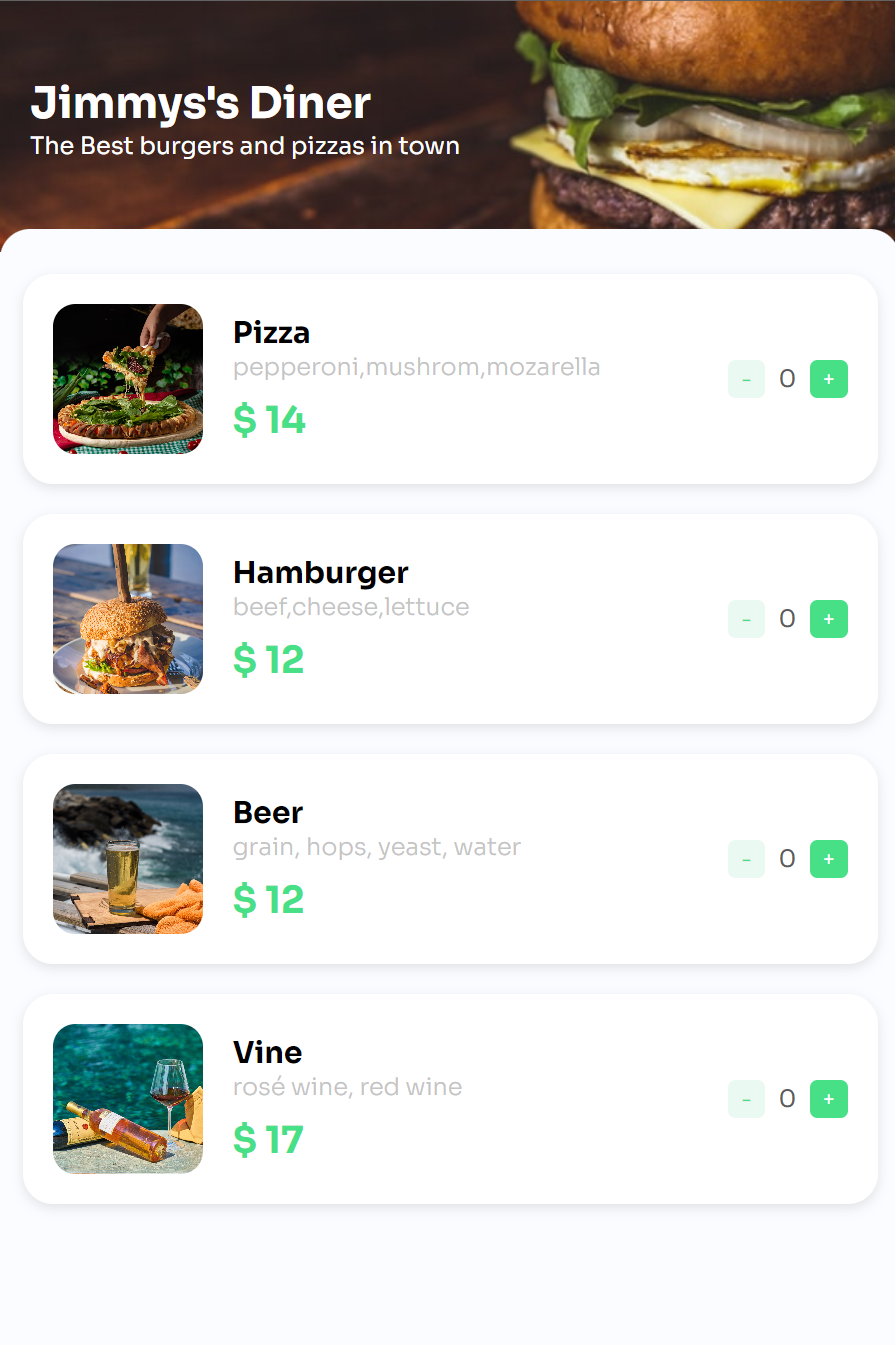 Jimmys's Diner
The Best burgers and pizzas in town
Pizza
pepperoni,mushrom,mozarella
$ 14
- 0 +
Hamburger
beef,cheese,lettuce
$ 12
- 0 +
Beer
grain, hops, yeast, water
$ 12
- 0 +
Vine
rosé wine, red wine
$ 17
- 0 +